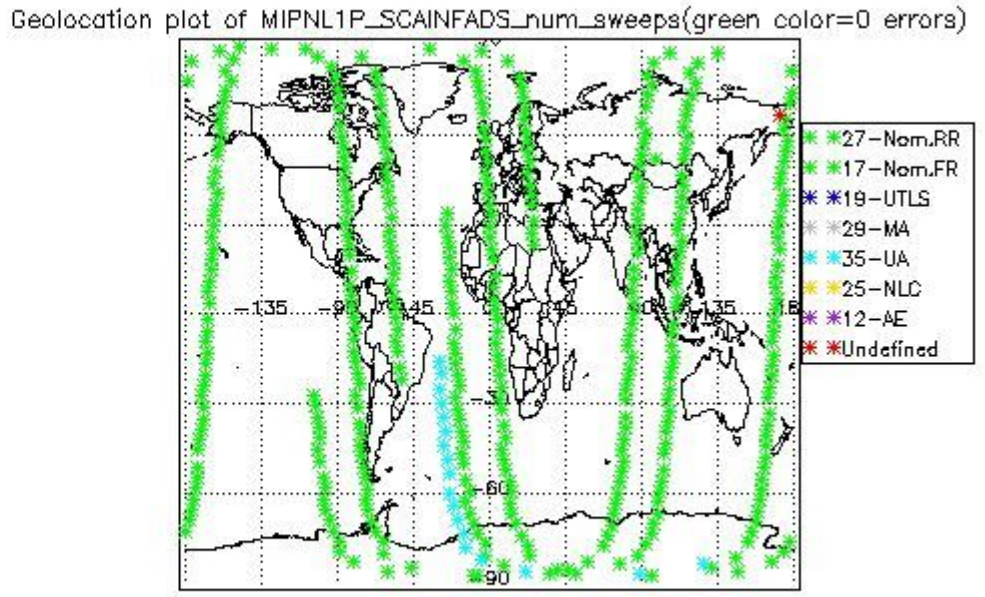 Geolocation plot of MIPNL1P_SCAINFADS_num_sweeps(green color=0 errors)
27-Nom.RR
17-Nom.FR
19-UTLS
29-MA
35-UA
25-NLC
12-AE
Undefined
-135
45
135
-60
-90